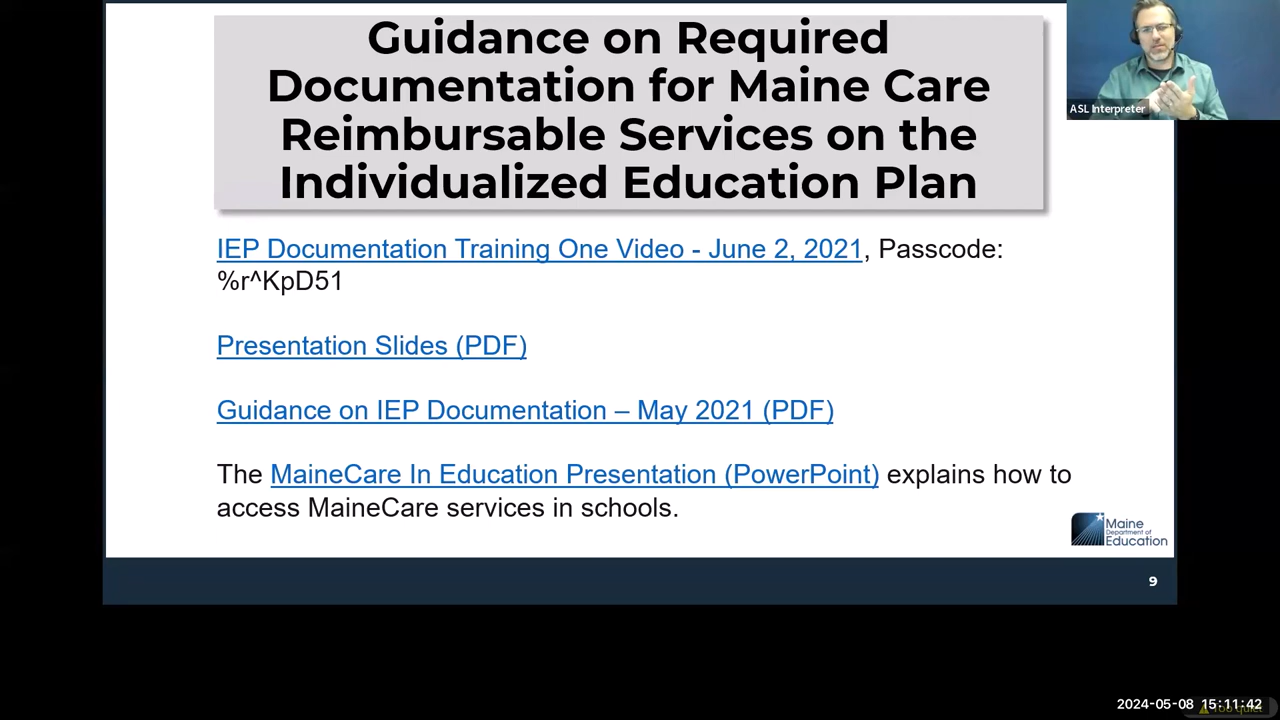 Guidance on Required
Documentation for Maine Care
Reimbursable Services on the
Individualized Education Plan
ASL Interpreter
IEP Documentation Training One Video - June 2, 2021, Passcode:
%r^KpD51
Presentation Slides (PDF)
Guidance on IEP Documentation – May 2021 (PDF)
The MaineCare In Education Presentation (PowerPoint) explains how to
access MaineCare services in schools.
Maine
Department of
Education
9
2024-05-08 15:11:42